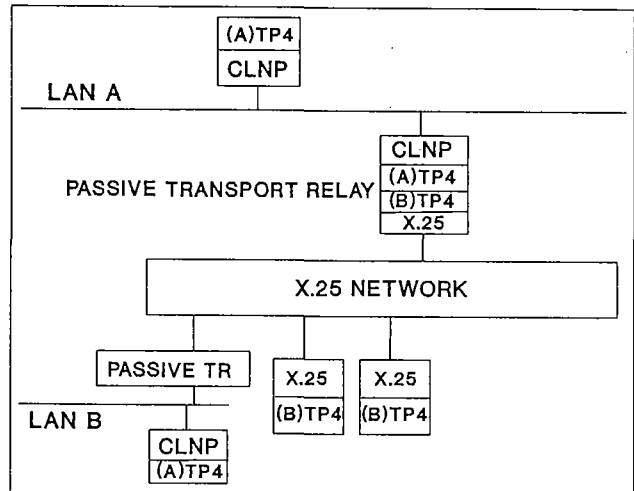 (A)TP4
CLNP
LAN A
CLNP
(A)TP4
PASSIVE TRANSPORT RELAY
(B)TP4
X.25
X.25 NETWORK
PASSIVE TR
X.25
X.25
(B)TP4
(B)TP4
LAN B
CLNP
(A)TP4